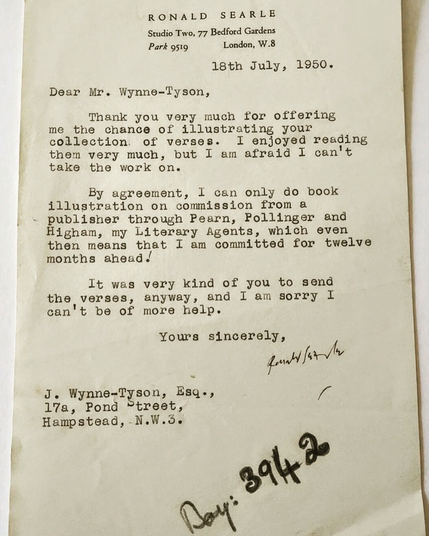 RONALD SEARLE
Studio Two, 77 Bedford Gardens
Park 9519 London, W.8
18th July, 1950.
Dear Mr. Wynne-Tyson,
Thank you very much for offering
me the chance of illustrating your
collection of verses. I enjoyed reading
them very much, but I am afraid I can't
take the work on.
By agreement, I can only do book
illustration on commission from a
publisher through Pearn, Pollinger and
Higham, my Literary Agents, which even
then means that I am committed for twelve
months ahead!
It was very kind of you to send
the verses, anyway, and I am sorry I
can't be of more help.
Yours sincerely,
Ronald Searle
J. Wynne-Tyson, Esq.,
17a, Pond Street,
Hampstead, N.W.3.
Bay: 3942